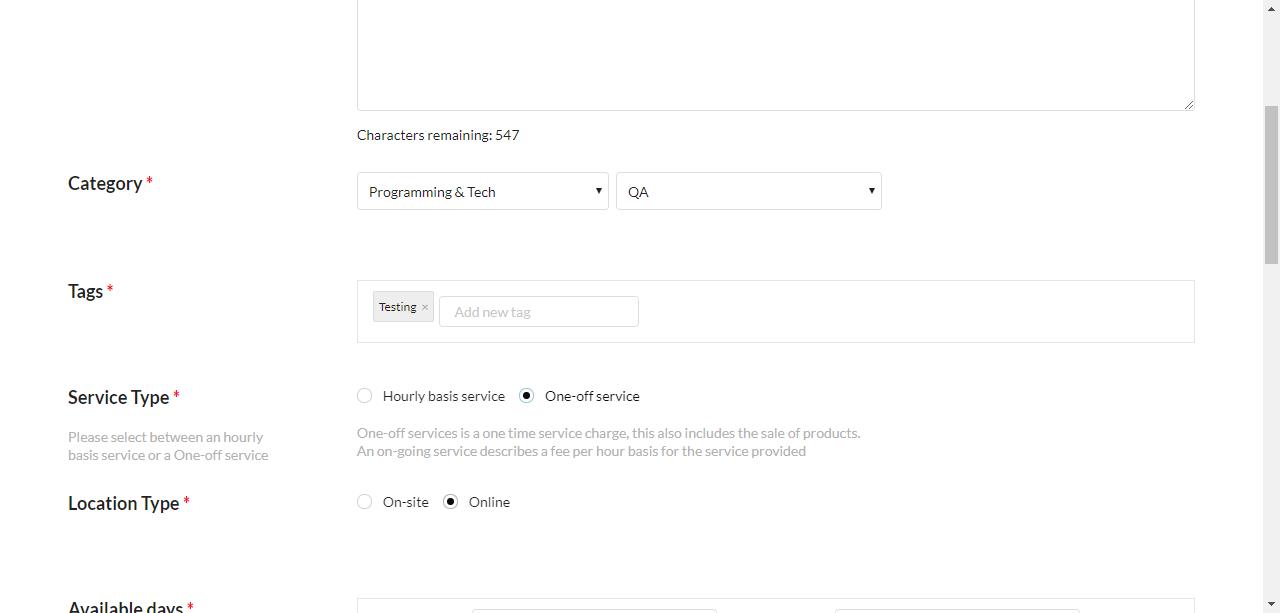 Characters remaining: 547
Category *
Programming & Tech
QA
Tags *
Testing ×
Add new tag
Service Type *
Hourly basis service
One-off service
Please select between an hourly
basis service or a One-off service
One-off services is a one time service charge, this also includes the sale of products.
An on-going service describes a fee per hour basis for the service provided
Location Type *
On-site
Online
Available days *